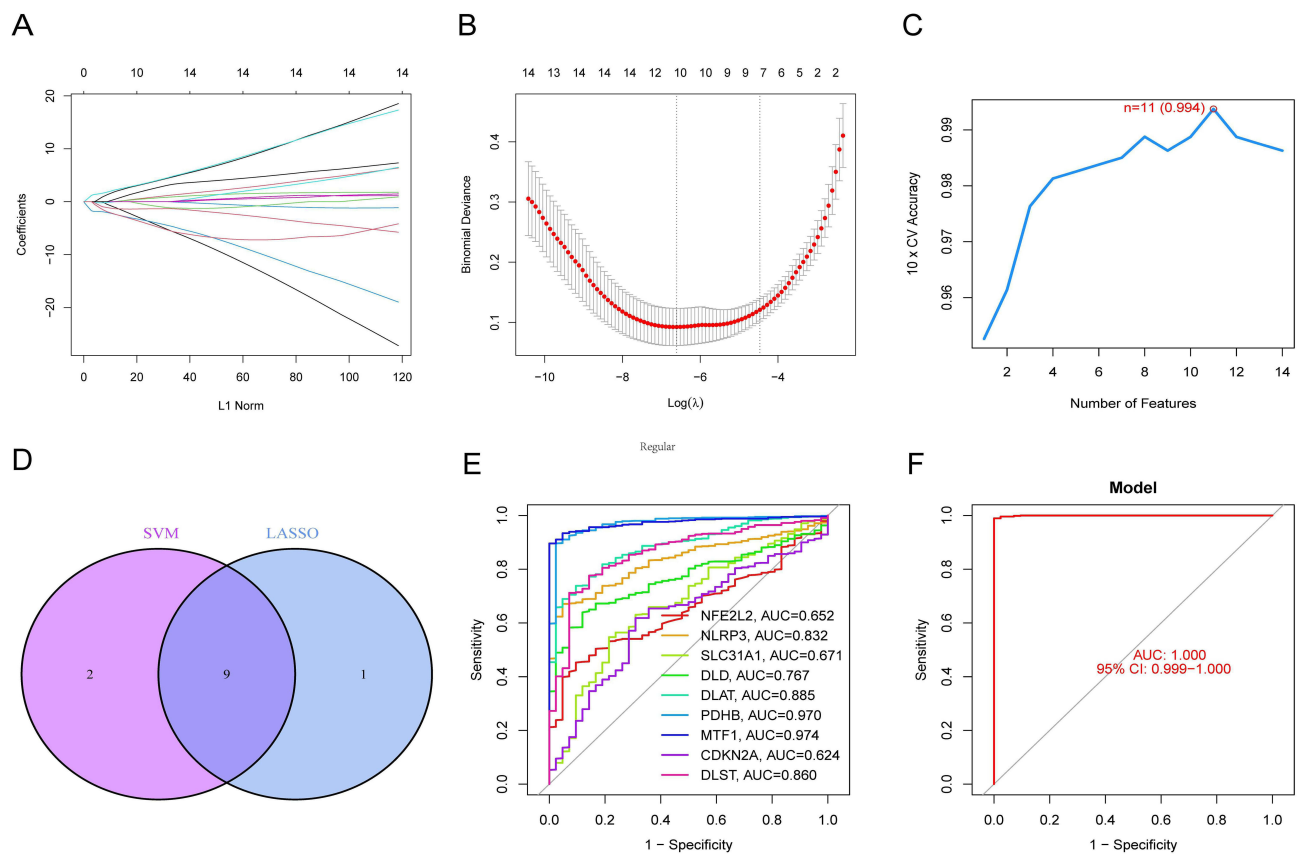 A
0 10 14 14 14 14 14
20
10
0
−10
−20
Coefficients
0 20 40 60 80 100 120
L1 Norm
B
14 13 14 14 14 14 12 10 10 9 9 7 6 5 2 2
0.4
0.3
0.2
0.1
Binomial Deviance
−10 −8 −6 −4
Log(λ)
C
n=11 (0.994)
0.99
0.98
0.97
0.96
10 x CV Accuracy
2 4 6 8 10 12 14
Number of Features
Regular
D
SVM LASSO
2 9 1
E
1.0
0.8
0.6
0.4
0.2
0.0
Sensitivity
NFE2L2, AUC=0.652
NLRP3, AUC=0.832
SLC31A1, AUC=0.671
DLD, AUC=0.767
DLAT, AUC=0.885
PDHB, AUC=0.970
MTF1, AUC=0.974
CDKN2A, AUC=0.624
DLST, AUC=0.860
0.0 0.2 0.4 0.6 0.8 1.0
1 − Specificity
F
Model
1.0
0.8
0.6
0.4
0.2
0.0
Sensitivity
AUC: 1.000
95% CI: 0.999−1.000
0.0 0.2 0.4 0.6 0.8 1.0
1 − Specificity